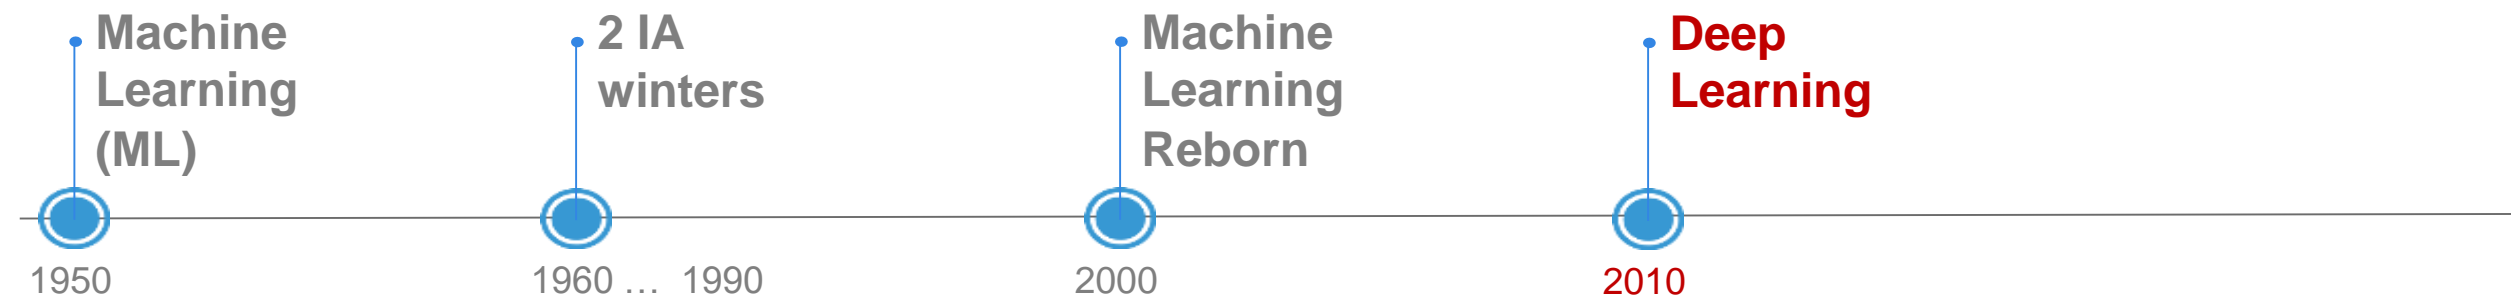 Machine
Learning
(ML)
2 IA
winters
Machine
Learning
Reborn
Deep
Learning
1950
1960 ... 1990
2000
2010